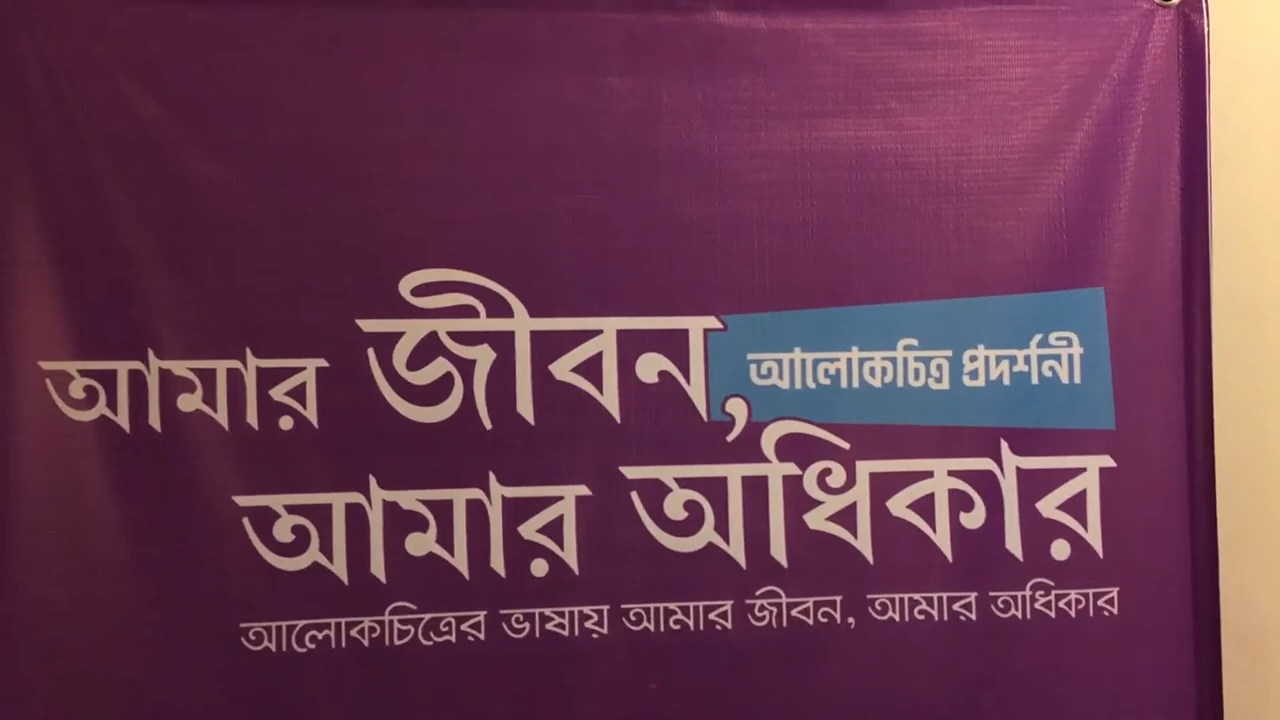 আমার জীবন,
আলোকচিত্র প্রদর্শনী
আমার অধিকার
আলোকচিত্রের ভাষায় আমার জীবন, আমার অধিকার